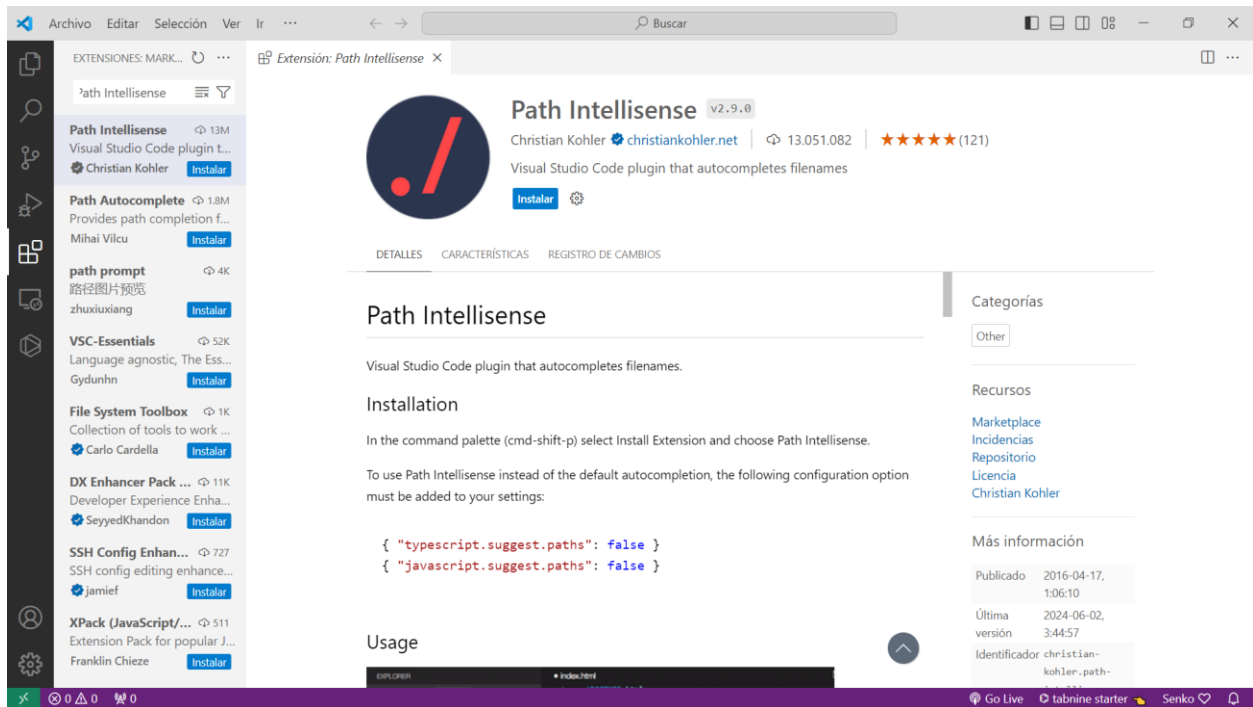 Archivo Editar Selección Ver Ir ···
Buscar
EXTENSIONES: MARK... ···
Extensión: Path Intellisense
Path Intellisense
Path Intellisense 13M
Visual Studio Code plugin t...
Christian Kohler Instalar
Path Autocomplete 1.8M
Provides path completion f...
Mihai Vilcu Instalar
path prompt 4K
路径图片预览
zhuxiuxiang Instalar
VSC-Essentials 52K
Language agnostic, The Ess...
Gydunhn Instalar
File System Toolbox 1K
Collection of tools to work ...
Carlo Cardella Instalar
DX Enhancer Pack ... 11K
Developer Experience Enha...
SeyyedKhandon Instalar
SSH Config Enhan... 727
SSH config editing enhance...
jamief Instalar
XPack (JavaScript/... 511
Extension Pack for popular J...
Franklin Chieze Instalar
./
Path Intellisense v2.9.0
Christian Kohler christiankohler.net 13.051.082 ★★★★★(121)
Visual Studio Code plugin that autocompletes filenames
Instalar
DETALLES CARACTERÍSTICAS REGISTRO DE CAMBIOS
Path Intellisense
Visual Studio Code plugin that autocompletes filenames.
Installation
In the command palette (cmd-shift-p) select Install Extension and choose Path Intellisense.
To use Path Intellisense instead of the default autocompletion, the following configuration option
must be added to your settings:
{ "typescript.suggest.paths": false }
{ "javascript.suggest.paths": false }
Usage
EXPLORER
• index.html
Categorías
Other
Recursos
Marketplace
Incidencias
Repositorio
Licencia
Christian Kohler
Más información
Publicado 2016-04-17,
1:06:10
Última 2024-06-02,
versión 3:44:57
Identificador christian-
kohler.path-
0 0 0 Go Live tabnine starter Senko